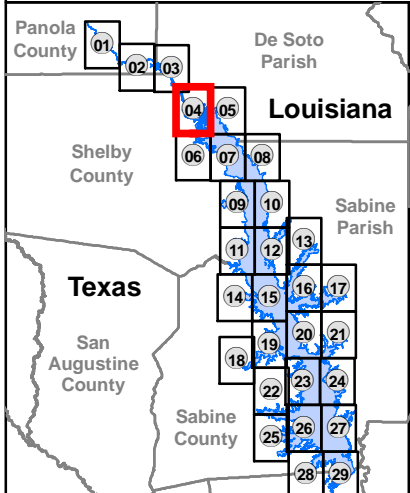 Panola
County
De Soto
Parish
01
02
03
04
05
Louisiana
Shelby
County
06
07
08
09
10
Sabine
Parish
11
12
13
Texas
14
15
16
17
San
Augustine
County
18
19
20
21
22
23
24
Sabine
County
25
26
27
28
29